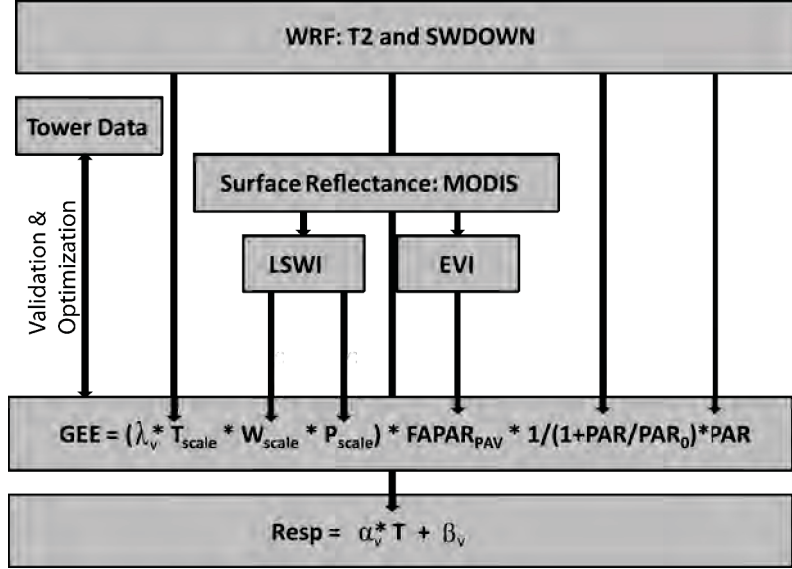 WRF: T2 and SWDOWN
Tower Data
Surface Reflectance: MODIS
Validation &
Optimization
LSWI
EVI
GEE = (λᵥ* Tscale * Wscale * Pscale) * FAPARPAV * 1/(1+PAR/PAR₀)*PAR
Resp = αᵥ* T + βᵥ